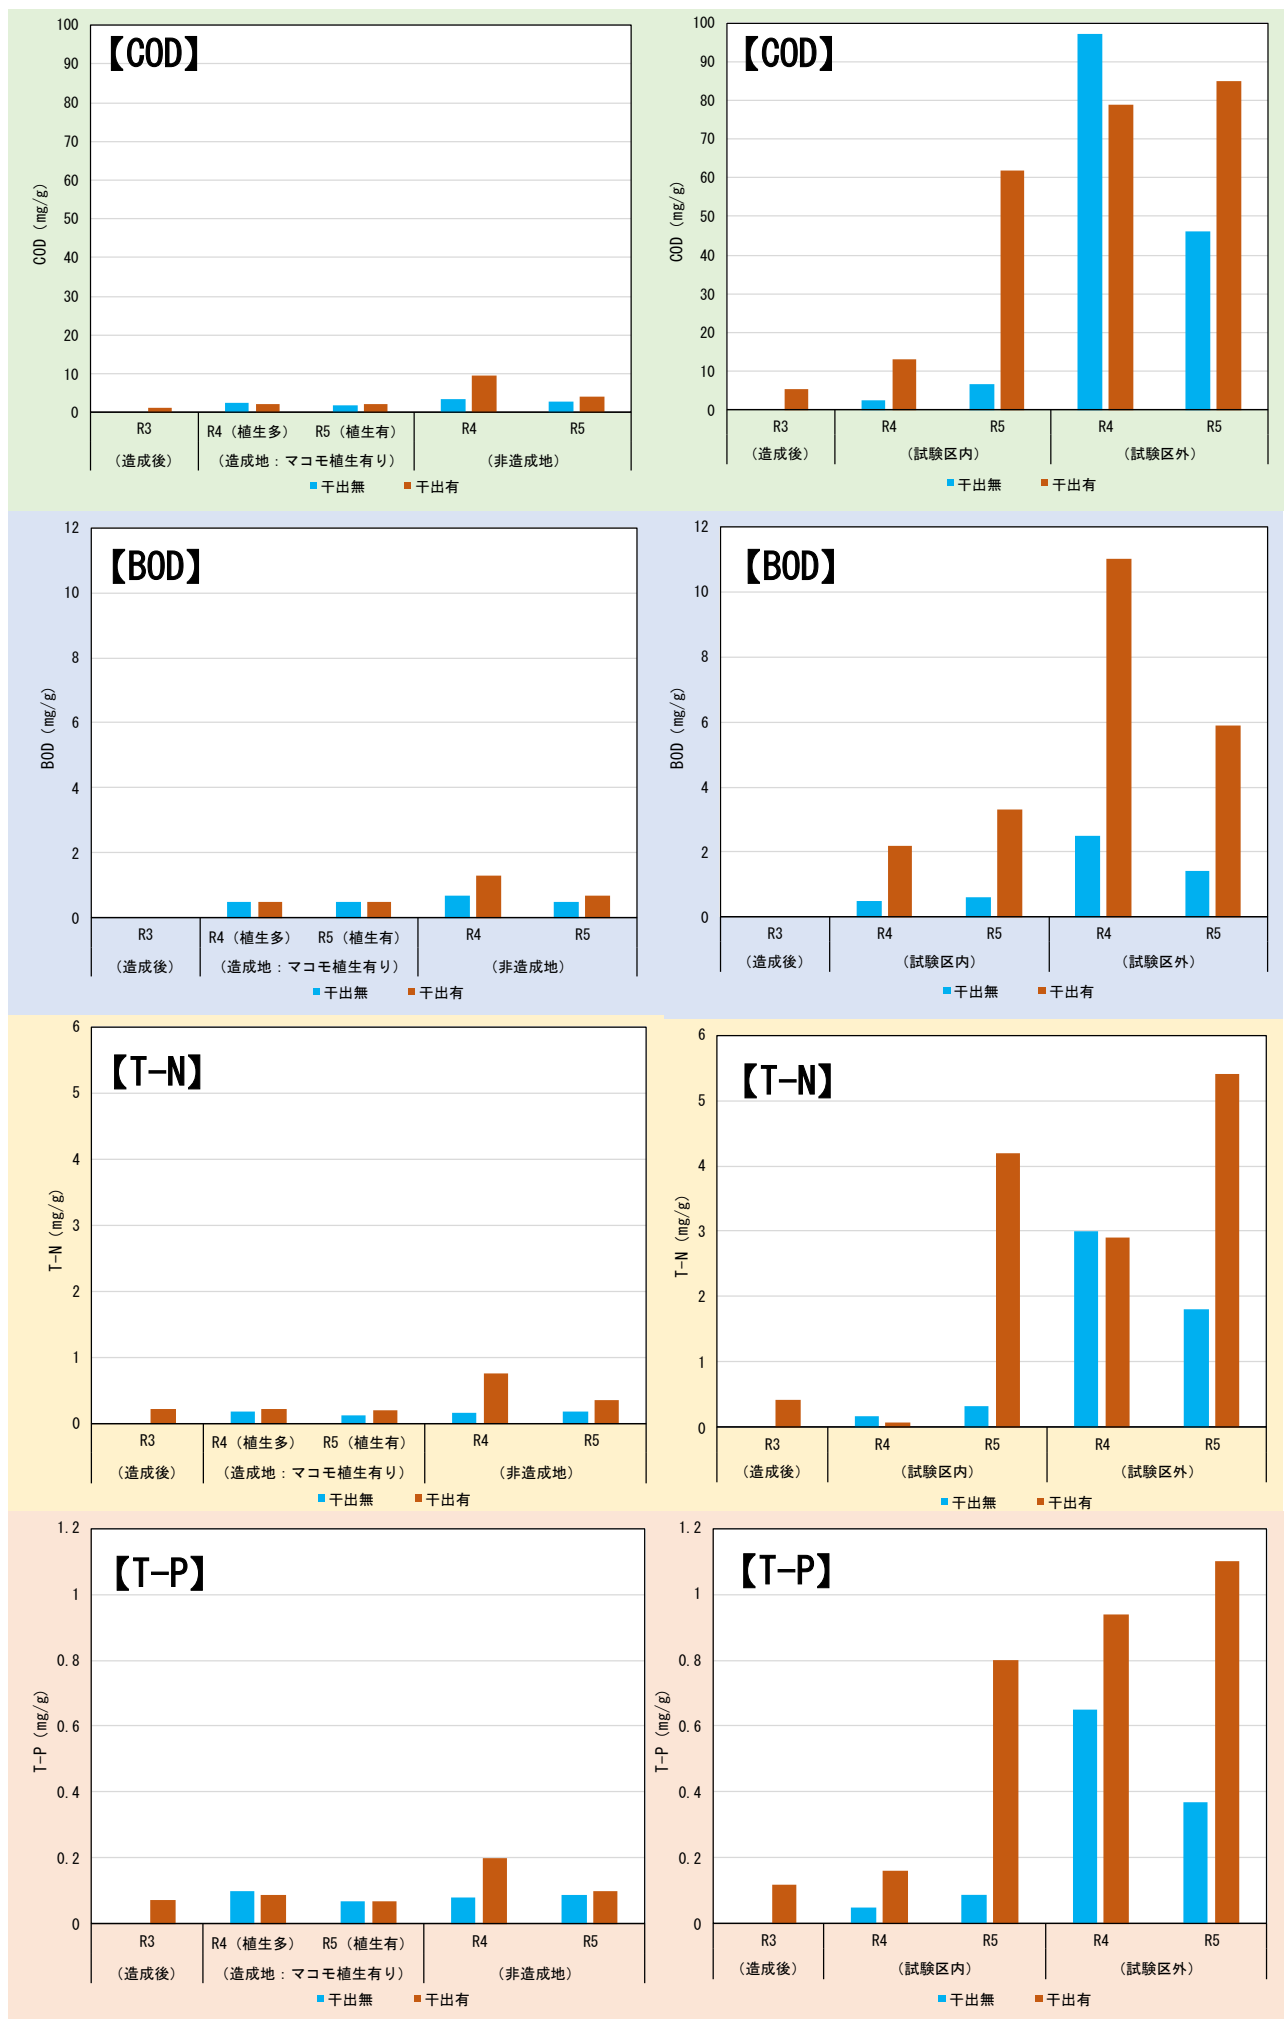 【COD】
COD (mg/g)
100
90
80
70
60
50
40
30
20
10
0
R3
R4（植生多）
R5（植生有）
R4
R5
（造成後）
（造成地：マコモ植生有り）
（非造成地）
干出無
干出有
【COD】
COD (mg/g)
100
90
80
70
60
50
40
30
20
10
0
R3
R4
R5
R4
R5
（造成後）
（試験区内）
（試験区外）
干出無
干出有
【BOD】
BOD (mg/g)
12
10
8
6
4
2
0
R3
R4（植生多）
R5（植生有）
R4
R5
（造成後）
（造成地：マコモ植生有り）
（非造成地）
干出無
干出有
【BOD】
BOD (mg/g)
12
10
8
6
4
2
0
R3
R4
R5
R4
R5
（造成後）
（試験区内）
（試験区外）
干出無
干出有
【T-N】
T-N (mg/g)
6
5
4
3
2
1
0
R3
R4（植生多）
R5（植生有）
R4
R5
（造成後）
（造成地：マコモ植生有り）
（非造成地）
干出無
干出有
【T-N】
T-N (mg/g)
6
5
4
3
2
1
0
R3
R4
R5
R4
R5
（造成後）
（試験区内）
（試験区外）
干出無
干出有
【T-P】
T-P (mg/g)
1.2
1
0.8
0.6
0.4
0.2
0
R3
R4（植生多）
R5（植生有）
R4
R5
（造成後）
（造成地：マコモ植生有り）
（非造成地）
干出無
干出有
【T-P】
T-P (mg/g)
1.2
1
0.8
0.6
0.4
0.2
0
R3
R4
R5
R4
R5
（造成後）
（試験区内）
（試験区外）
干出無
干出有